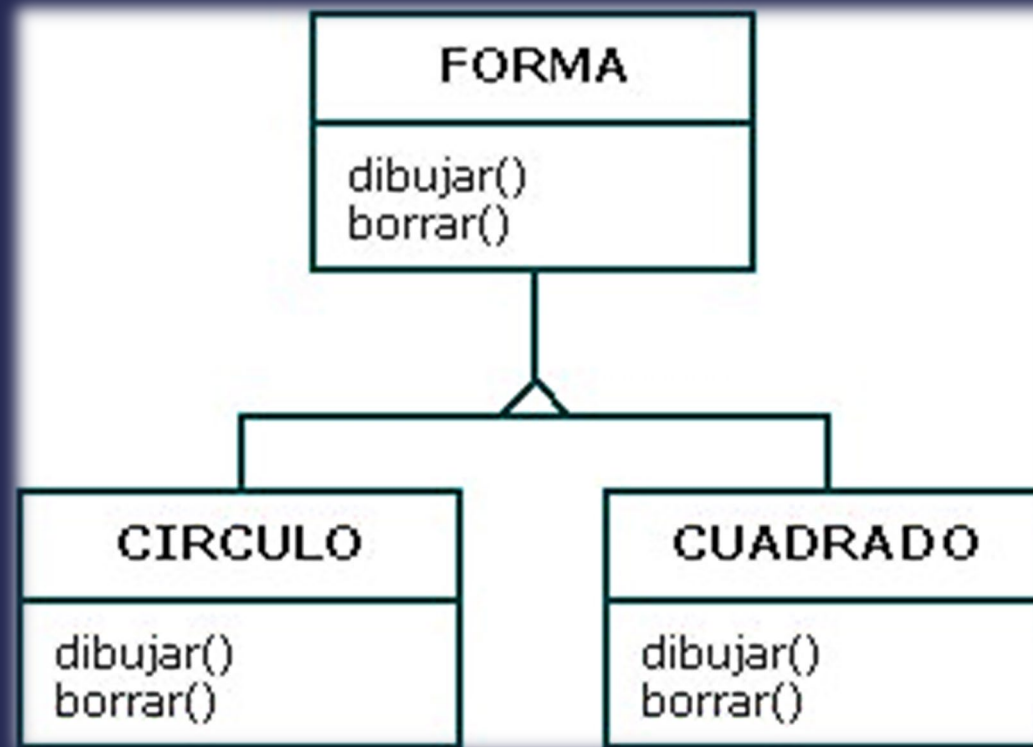 FORMA
dibujar()
borrar()
CIRCULO
dibujar()
borrar()
CUADRADO
dibujar()
borrar()